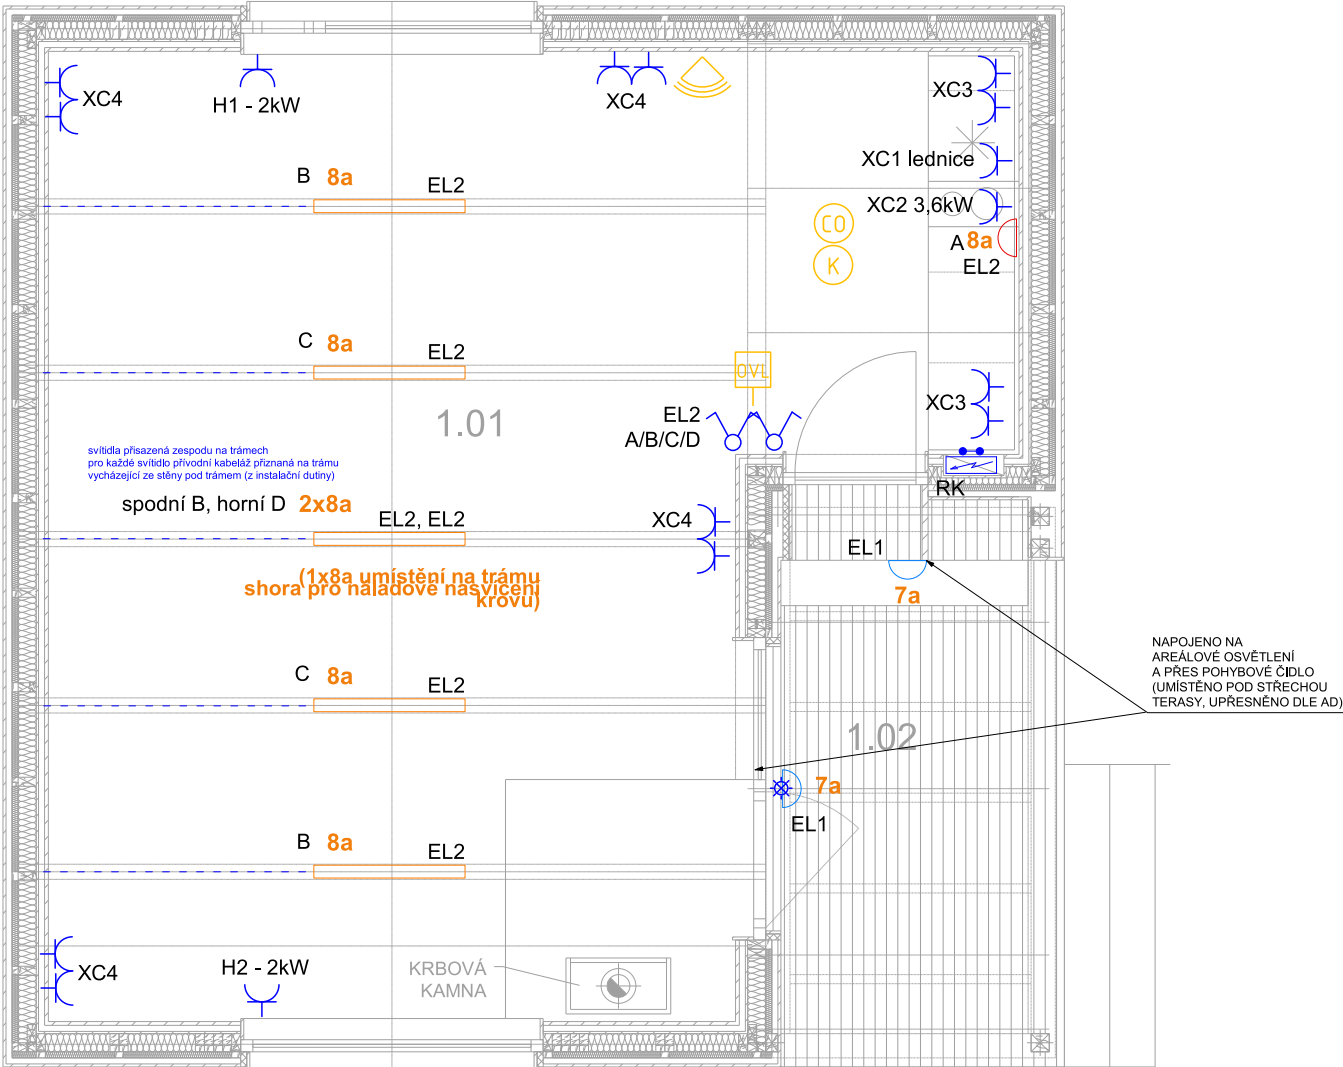 XC4
H1 - 2kW
XC4
XC3
XC1 lednice
XC2 3,6kW
B 8a
EL2
CO
K
A 8a
EL2
C 8a
EL2
OVL
1.01
EL2
A/B/C/D
XC3
RK
svítidla přisazená zespodu na trámech
pro každé svítidlo přívodní kabeláž přiznaná na trámu
vycházející ze stěny pod trámem (z instalační dutiny)
spodní B, horní D 2x8a
EL2, EL2
XC4
EL1
7a
(1x8a umístění na trámu
shora pro náladové nasvícení
krovu)
C 8a
EL2
NAPOJENO NA
AREÁLOVÉ OSVĚTLENÍ
A PŘES POHYBOVÉ ČIDLO
(UMÍSTĚNO POD STŘECHOU
TERASY, UPŘESNĚNO DLE AD)
1.02
7a
EL1
B 8a
EL2
XC4
H2 - 2kW
KRBOVÁ
KAMNA